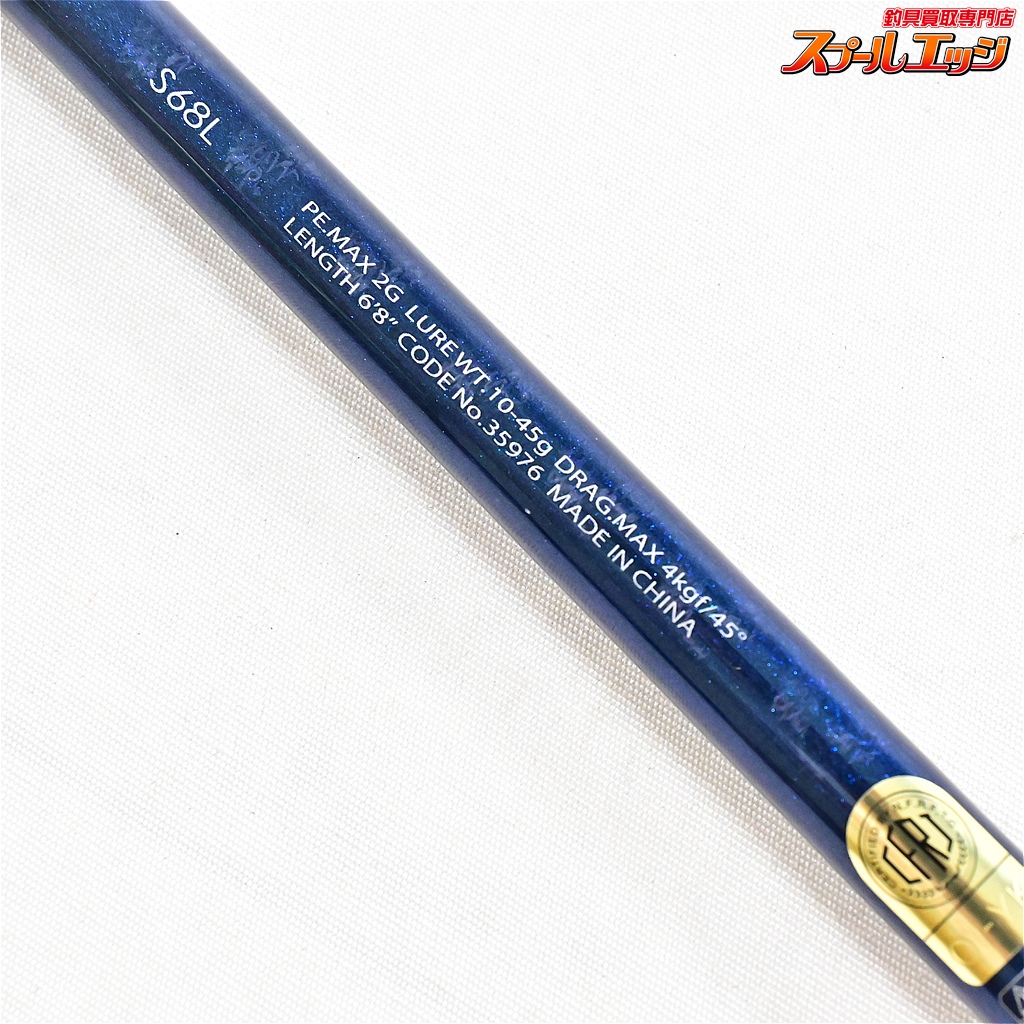 釣具買取専門店
スプールエッジ
S68L
PE.MAX 2G LURE WT.10-45g DRAG.MAX 4kgf/45°
LENGTH 6'8" CODE No.35976 MADE IN CHINA
CERTIFIED